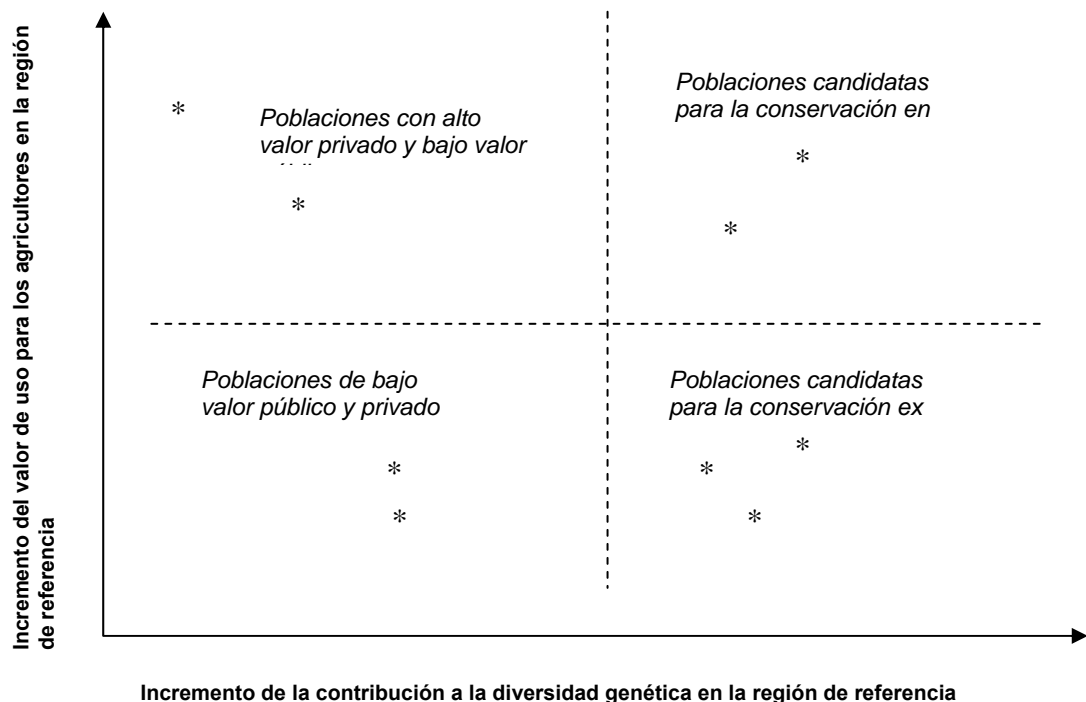 Incremento del valor de uso para los agricultores en la región
de referencia
Poblaciones con alto
valor privado y bajo valor
Poblaciones candidatas
para la conservación en
*
*
*
*
Poblaciones de bajo
valor público y privado
Poblaciones candidatas
para la conservación ex
*
*
*
*
*
Incremento de la contribución a la diversidad genética en la región de referencia